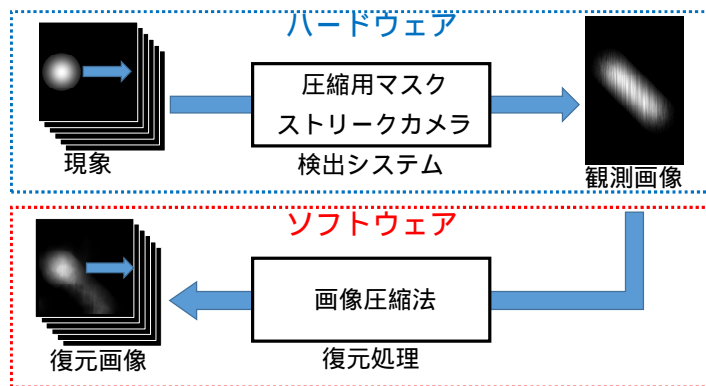 ハードウェア
圧縮用マスク
ストリークカメラ
現象
検出システム
観測画像
ソフトウェア
画像圧縮法
復元画像
復元処理